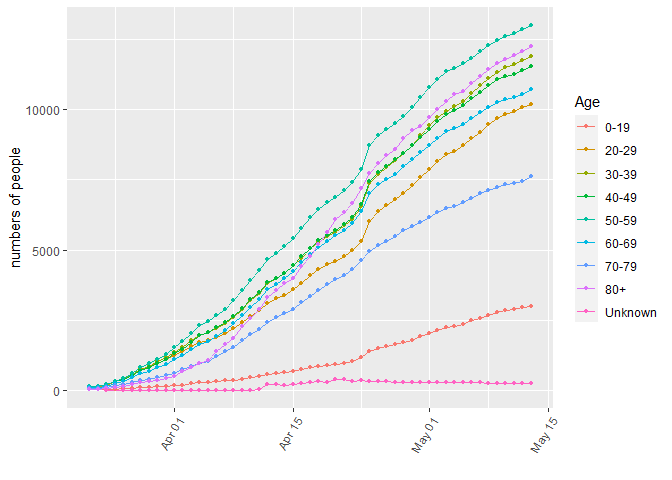 numbers of people
10000
5000
0
Apr 01
Apr 15
May 01
May 15
Age
0-19
20-29
30-39
40-49
50-59
60-69
70-79
80+
Unknown